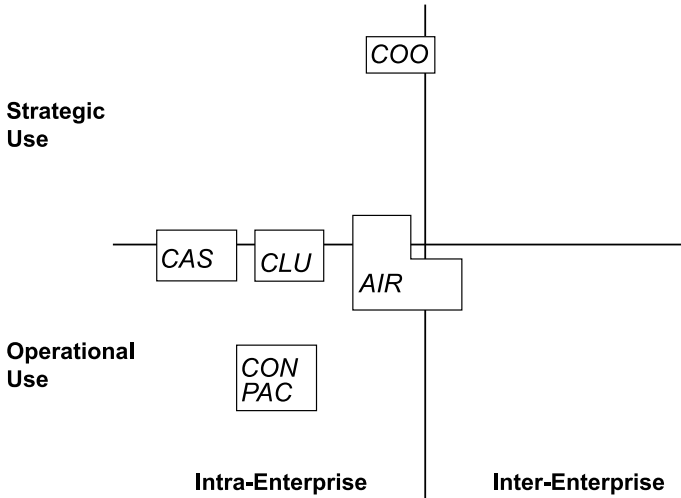 COO
Strategic
Use
CAS
CLU
AIR
Operational
Use
CON
PAC
Intra-Enterprise
Inter-Enterprise